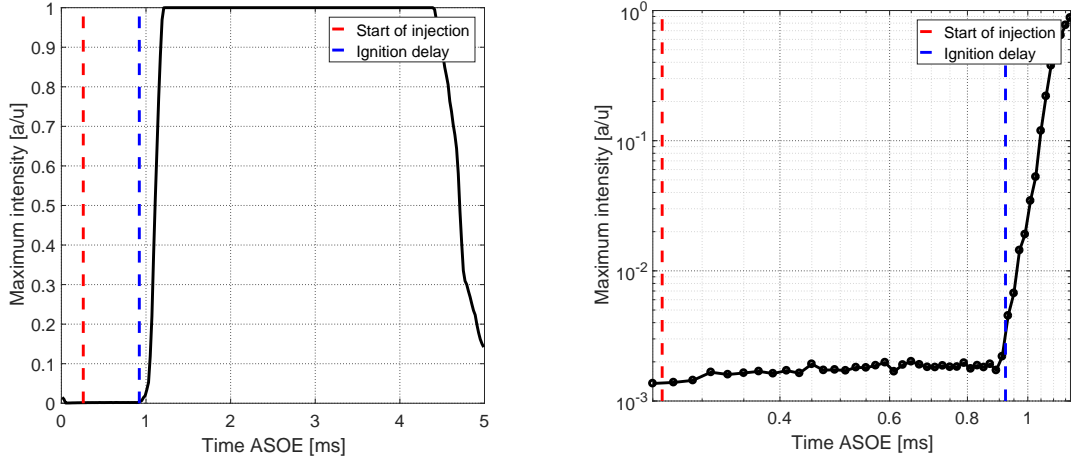 1
0.9
0.8
0.7
0.6
0.5
0.4
0.3
0.2
0.1
0
Maximum intensity [a/u]
0 1 2 3 4 5
Time ASOE [ms]
Start of injection
Ignition delay
10^0
10^-1
10^-2
10^-3
Maximum intensity [a/u]
0.4 0.6 0.8 1
Time ASOE [ms]
Start of injection
Ignition delay